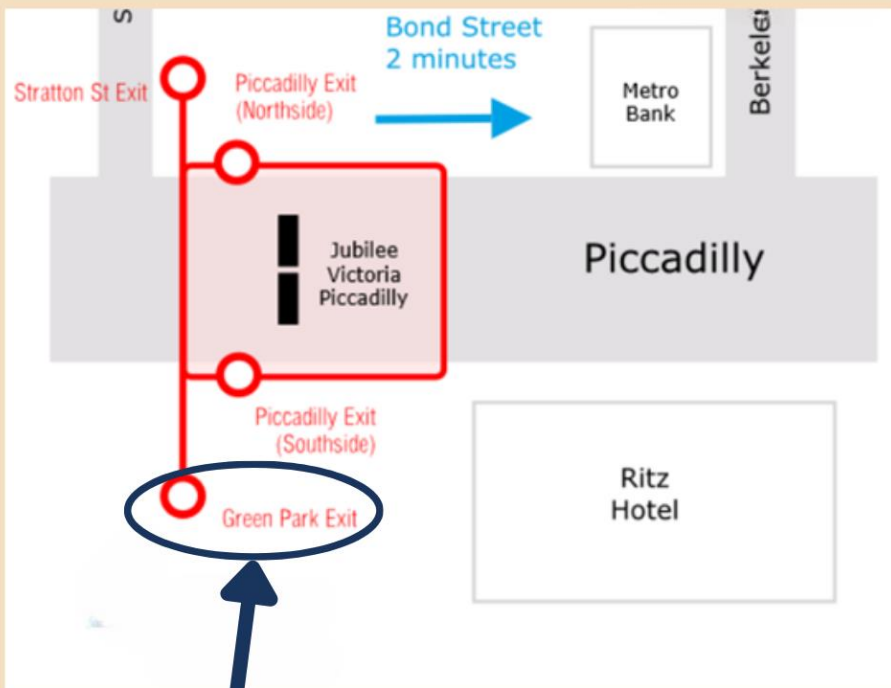 S
Bond Street
2 minutes
Stratton St Exit
Piccadilly Exit
(Northside)
Metro
Bank
Jubilee
Victoria
Piccadilly
Piccadilly
Piccadilly Exit
(Southside)
Green Park Exit
Ritz
Hotel